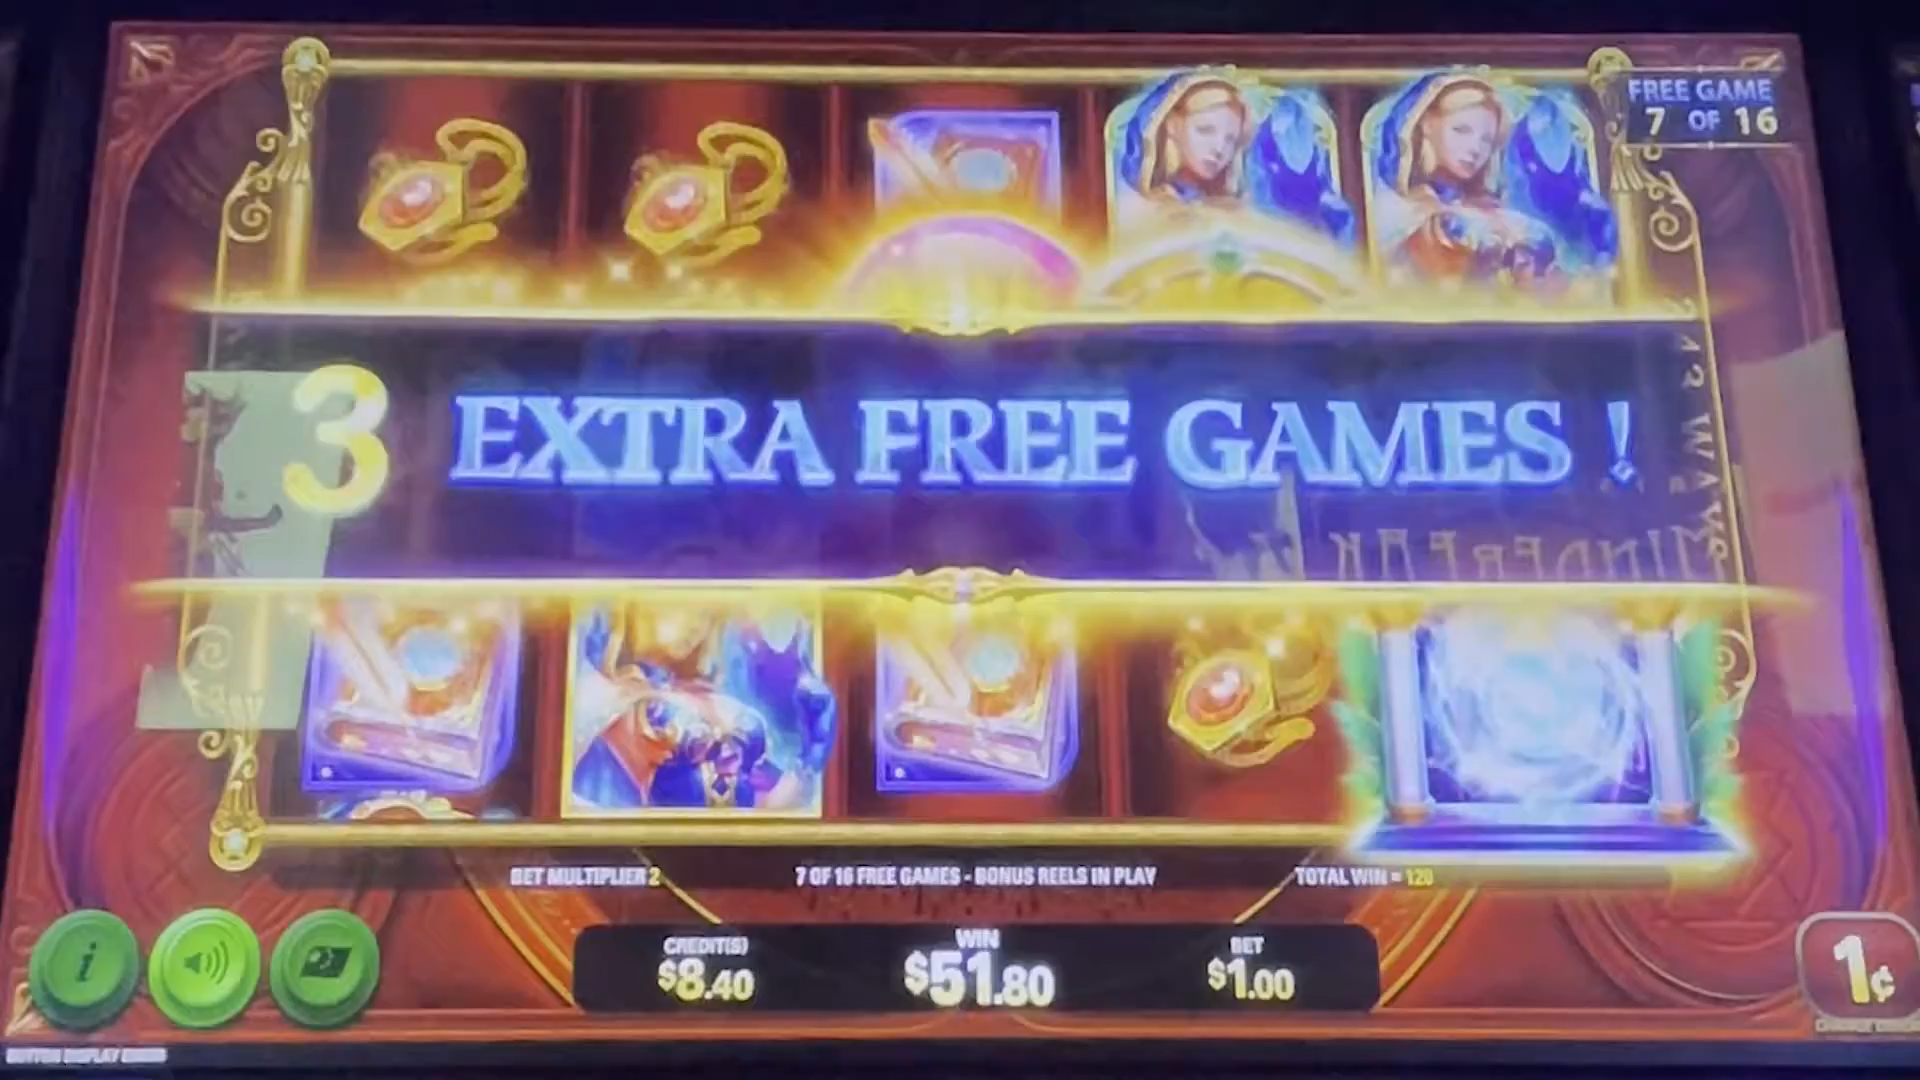 FREE GAME
7 OF 16
3 EXTRA FREE GAMES !
BET MULTIPLIER 2
7 OF 16 FREE GAMES - BONUS REELS IN PLAY
TOTAL WIN = 120
CREDIT(S)
$8.40
WIN
$51.80
BET
$1.00
1¢